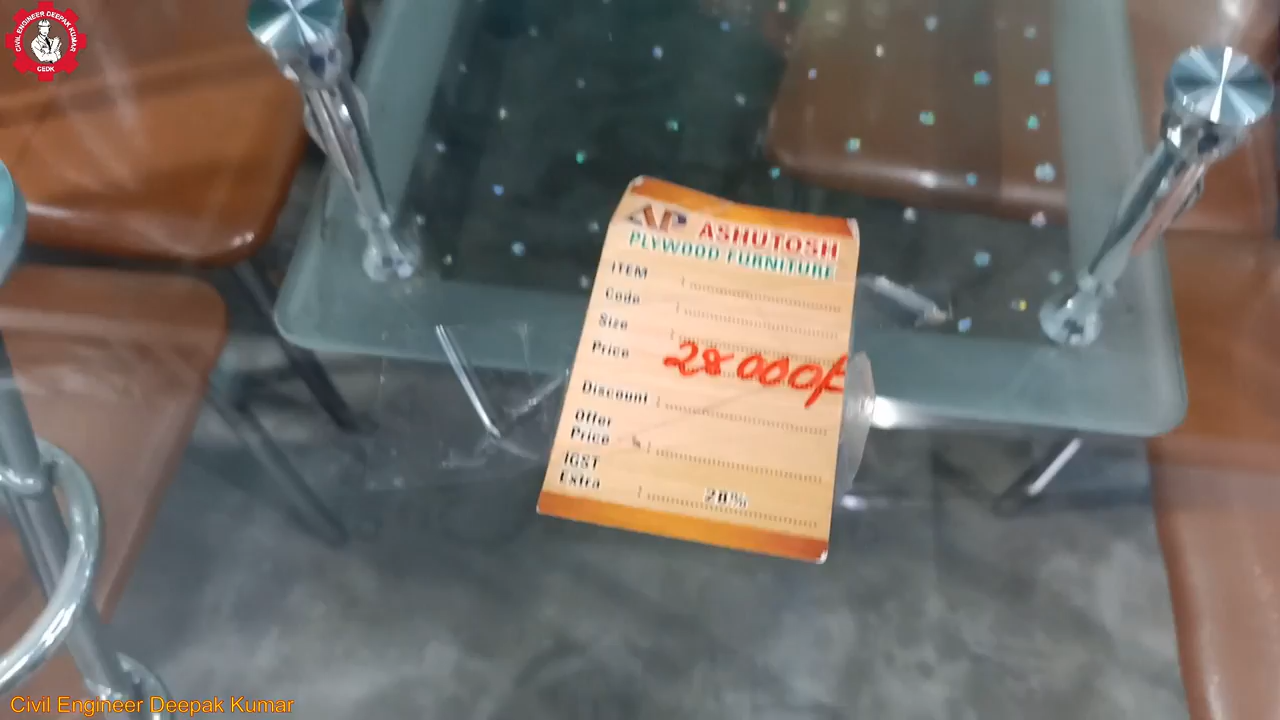 CIVIL ENGINEER DEEPAK KUMAR
CEDK
AP ASHUTOSH
PLYWOOD FURNITURE
ITEM :
Code :
Size :
Price 28000/-
Discount :
Offer
Price :
IGST
Extra : 28%
Civil Engineer Deepak Kumar